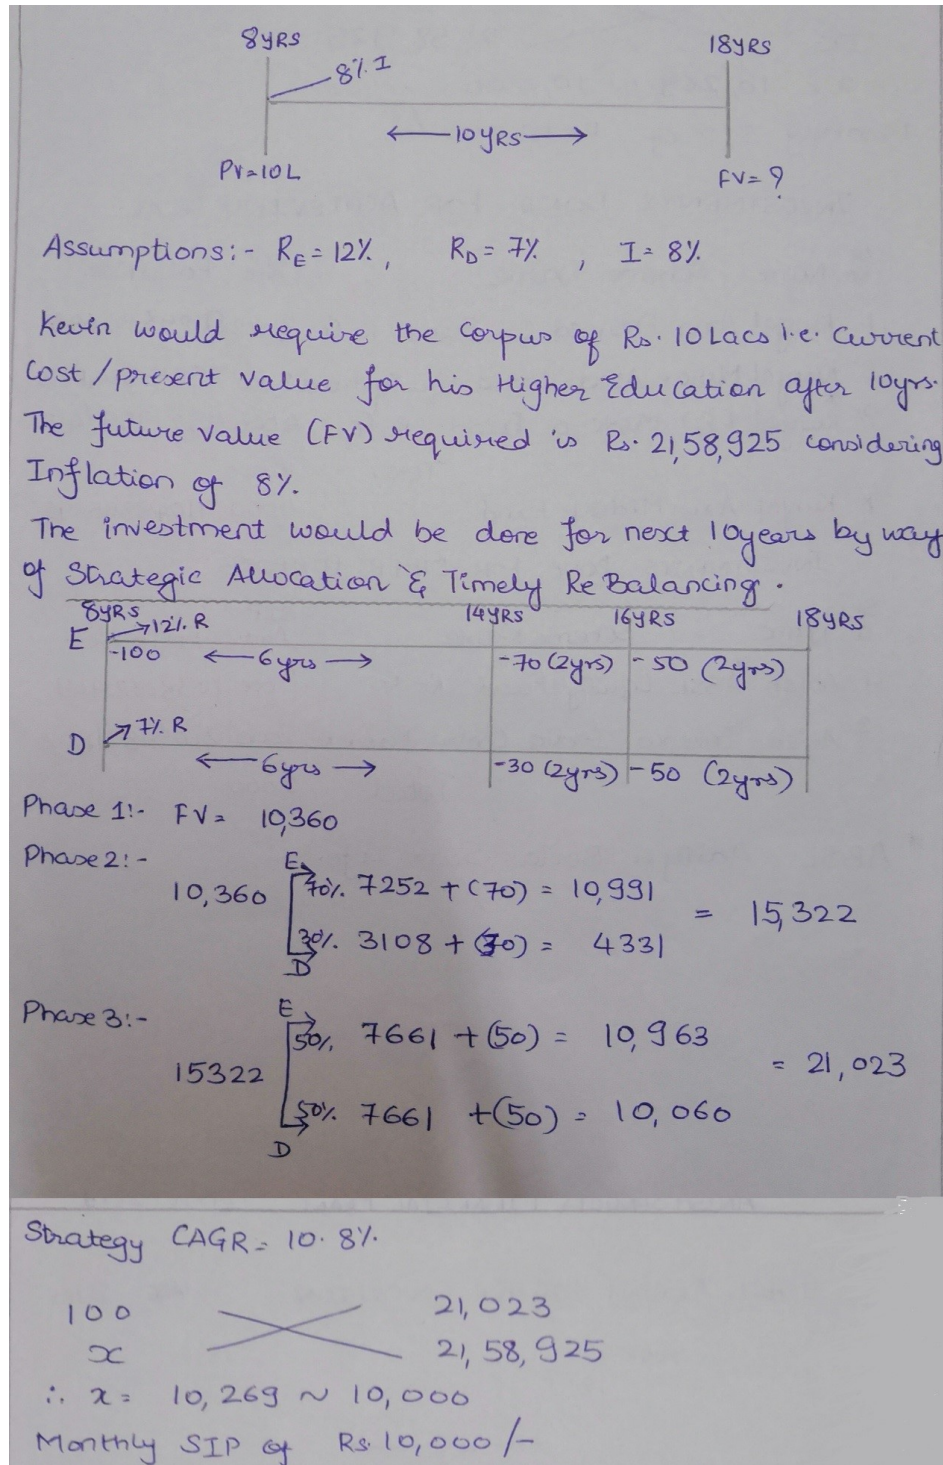 8YRS 18YRS
8% I
←10YRS→
PV=10L FV=?
Assumptions:- RE=12%, RD=7%, I=8%
Kevin would require the corpus of Rs. 10 Lacs i.e. Current
Cost/present value for his Higher Education after 10yrs.
The future value (FV) required is Rs. 21,58,925 considering
Inflation of 8%.
The investment would be done for next 10years by way
of Strategic Allocation & Timely ReBalancing.
8YRS 14YRS 16YRS 18YRS
E 12% R
-100 ←6yrs→ -70 (2yrs) -50 (2yrs)
7% R
D
←6yrs→ -30 (2yrs) -50 (2yrs)
Phase 1:- FV= 10,360
Phase 2:- E
10,360 70% 7252 + (70) = 10,991 = 15,322
30% 3108 + (30) = 4331
D
Phase 3:- E
50% 7661 + (50) = 10,963
15322 = 21,023
50% 7661 +(50) = 10,060
D
Strategy CAGR= 10.8%.
100 21,023
x 21,58,925
∴ x= 10,269 ~ 10,000
Monthly SIP of Rs 10,000/-